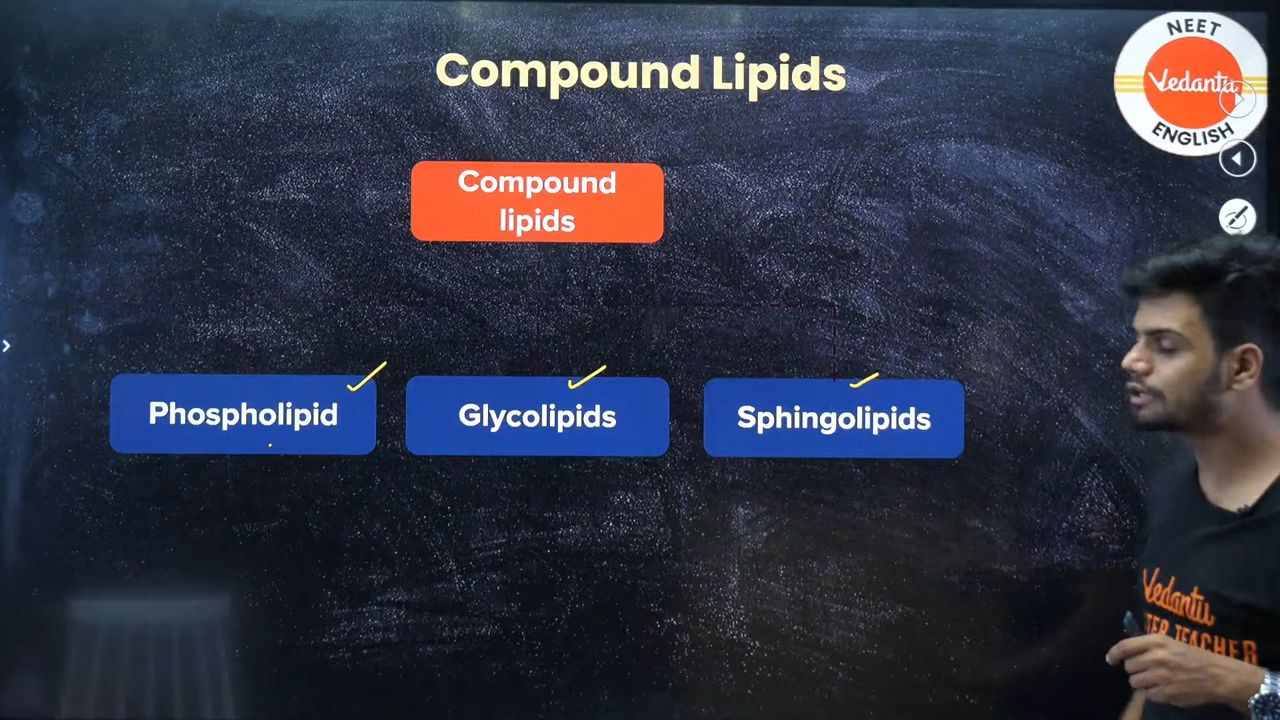 Compound Lipids
NEET
Vedantu
ENGLISH
Compound
lipids
Phospholipid
Glycolipids
Sphingolipids
Vedantu
TEACHER